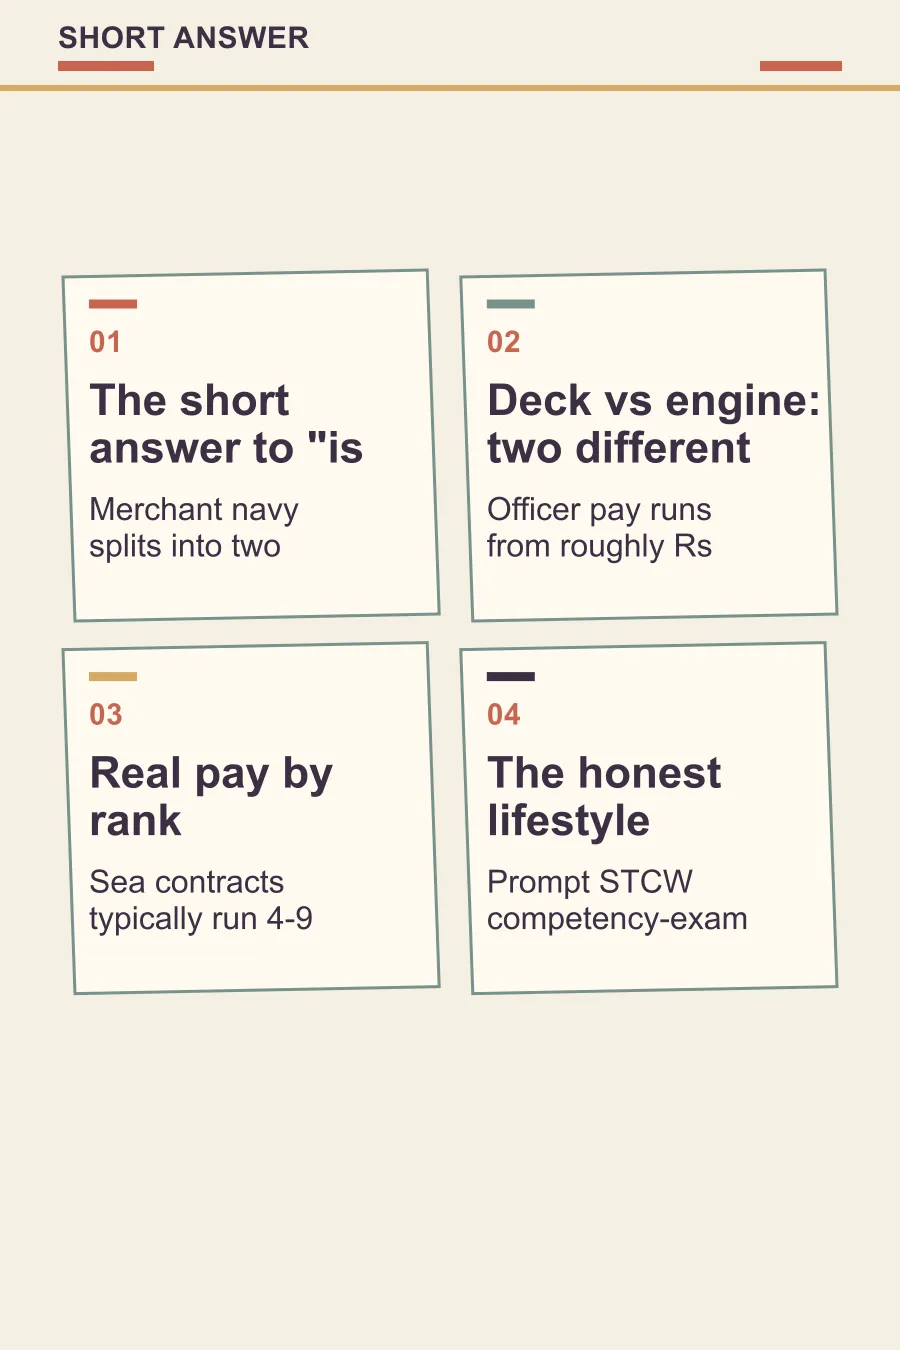 SHORT ANSWER
01
The short
answer to "is
Merchant navy
splits into two
02
Deck vs engine:
two different
Officer pay runs
from roughly Rs
03
Real pay by
rank
Sea contracts
typically run 4-9
04
The honest
lifestyle
Prompt STCW
competency-exam